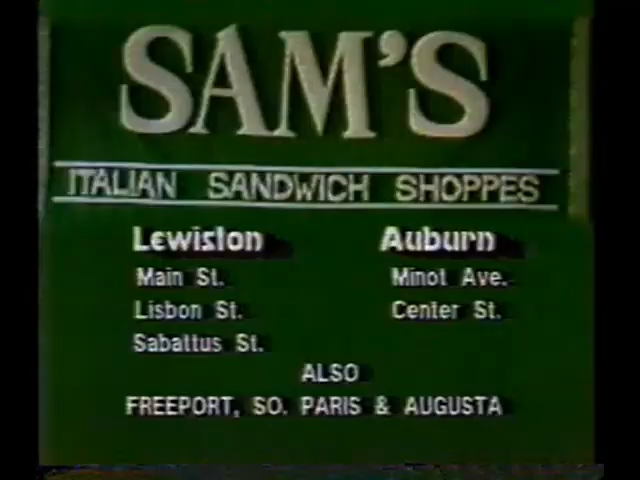 SAM'S
ITALIAN SANDWICH SHOPPES
Lewiston Auburn
Main St. Minot Ave.
Lisbon St. Center St.
Sabattus St.
ALSO
FREEPORT, SO. PARIS & AUGUSTA